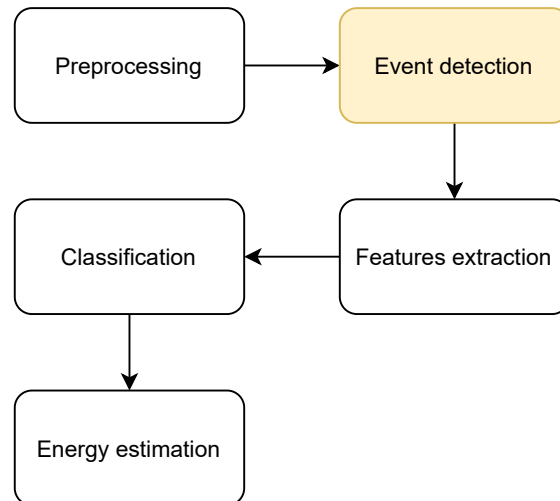 Preprocessing
Event detection
Features extraction
Classification
Energy estimation